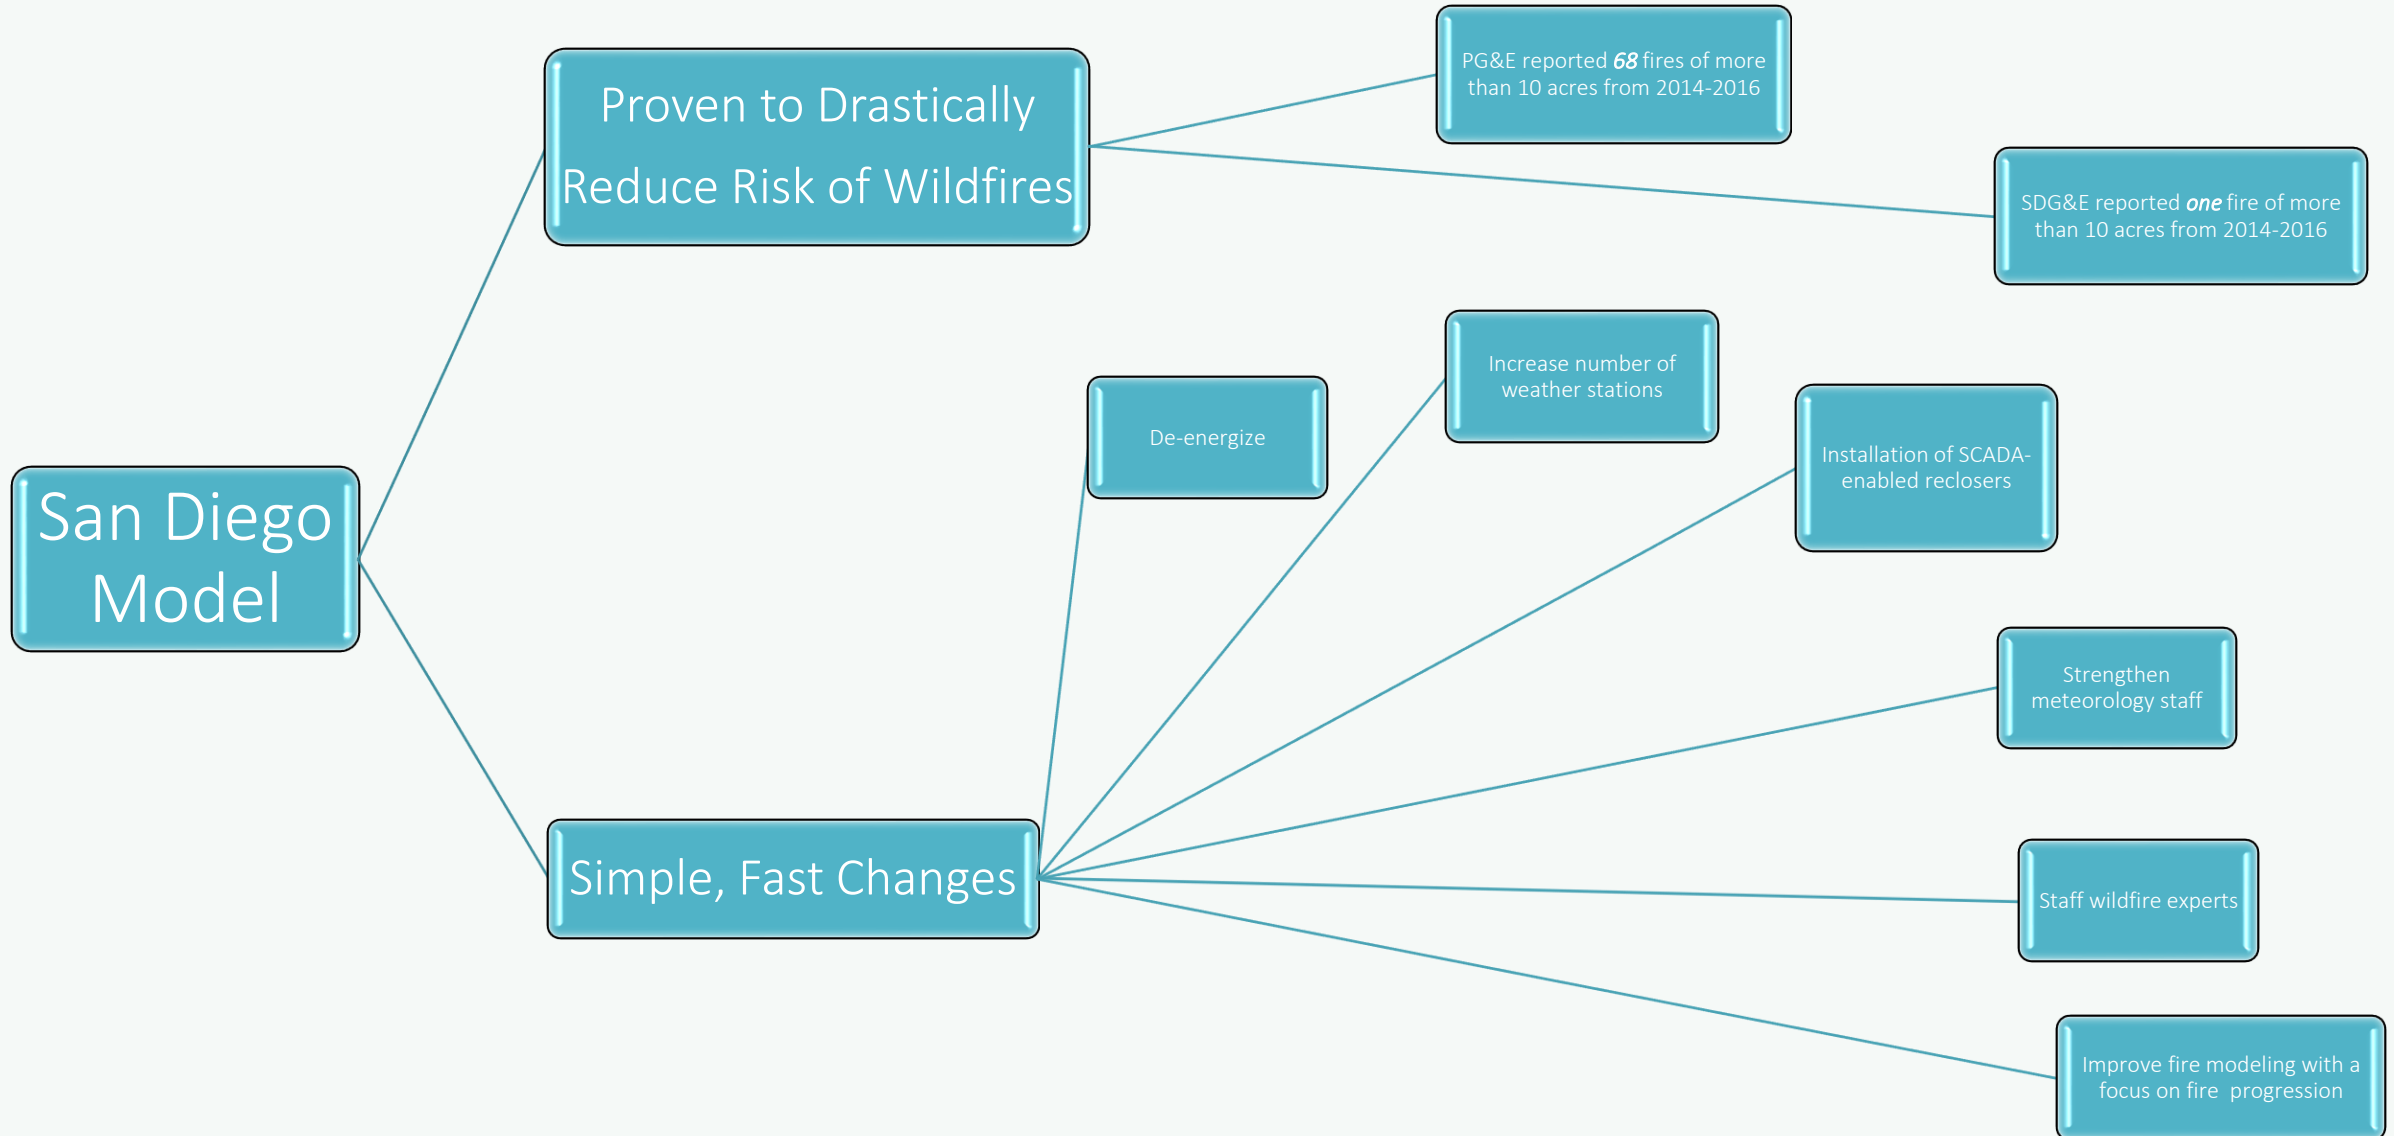 San Diego
Model
Proven to Drastically
Reduce Risk of Wildfires
PG&E reported 68 fires of more
than 10 acres from 2014-2016
SDG&E reported one fire of more
than 10 acres from 2014-2016
Simple, Fast Changes
De-energize
Increase number of
weather stations
Installation of SCADA-
enabled reclosers
Strengthen
meteorology staff
Staff wildfire experts
Improve fire modeling with a
focus on fire  progression